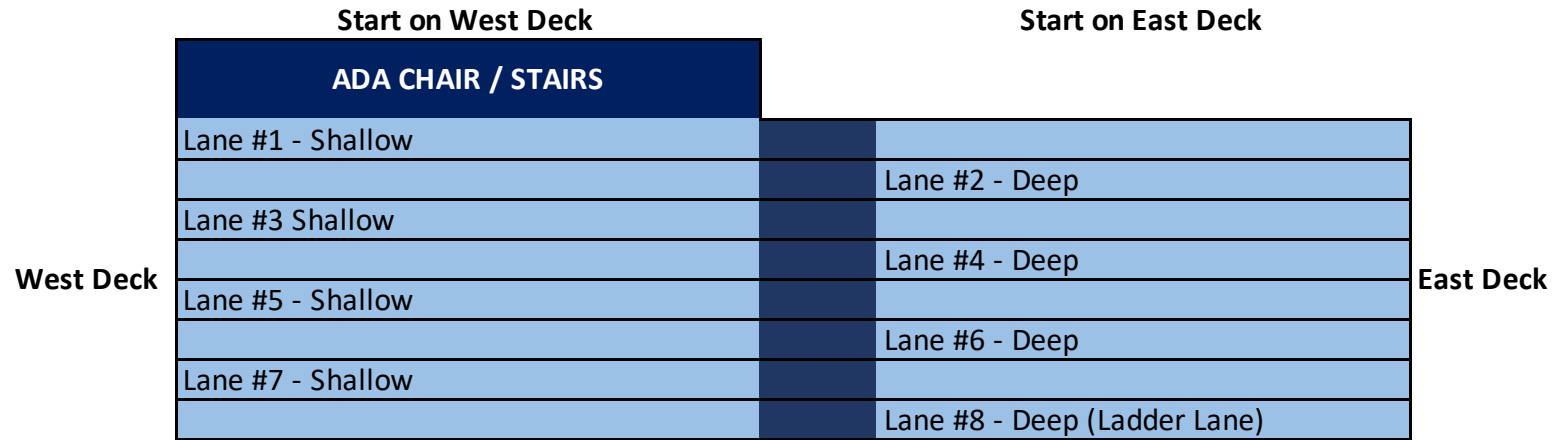 Start on West Deck
Start on East Deck
ADA CHAIR / STAIRS
Lane #1 - Shallow
Lane #2 - Deep
Lane #3 Shallow
Lane #4 - Deep
West Deck
East Deck
Lane #5 - Shallow
Lane #6 - Deep
Lane #7 - Shallow
Lane #8 - Deep (Ladder Lane)